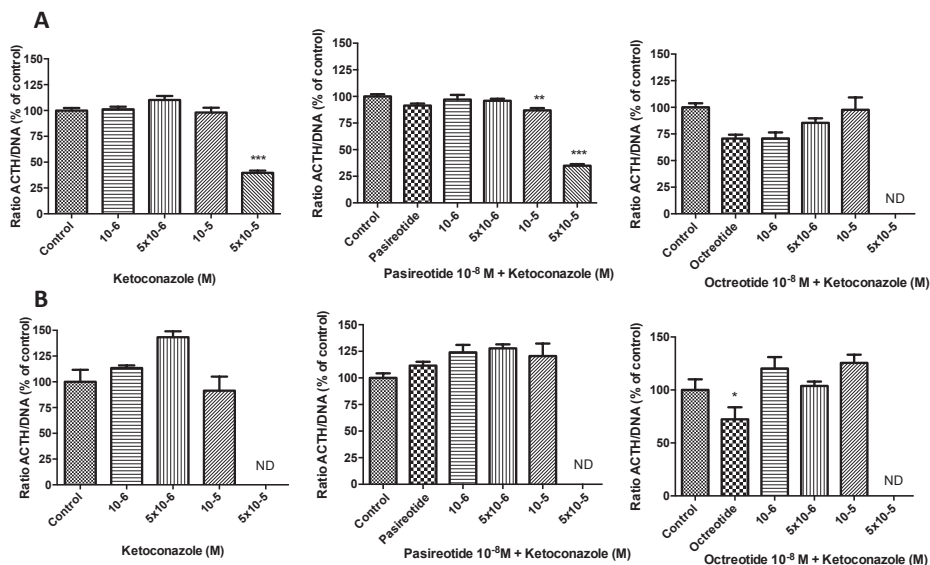 A
Ratio ACTH/DNA (% of control)
150
125
100
75
50
25
0
***
Control
10-6
5x10-6
10-5
5x10-5
Ketoconazole (M)
Ratio ACTH/DNA (% of control)
150
125
100
75
50
25
0
**
***
Control
Pasireotide
10-6
5x10-6
10-5
5x10-5
Pasireotide 10⁻⁸ M + Ketoconazole (M)
Ratio ACTH/DNA (% of control)
150
125
100
75
50
25
0
ND
Control
Octreotide
10-6
5x10-6
10-5
5x10-5
Octreotide 10⁻⁸ M + Ketoconazole (M)
B
Ratio ACTH/DNA (% of control)
150
100
50
0
ND
Control
10-6
5x10-6
10-5
5x10-5
Ketoconazole (M)
Ratio ACTH/DNA (% of control)
150
125
100
75
50
25
0
ND
Control
Pasireotide
10-6
5x10-6
10-5
5x10-5
Pasireotide 10⁻⁸M + Ketoconazole (M)
Ratio ACTH/DNA (% of control)
150
100
50
0
*
ND
Control
Octreotide
10-6
5x10-6
10-5
5x10-5
Octreotide 10⁻⁸ M + Ketoconazole (M)